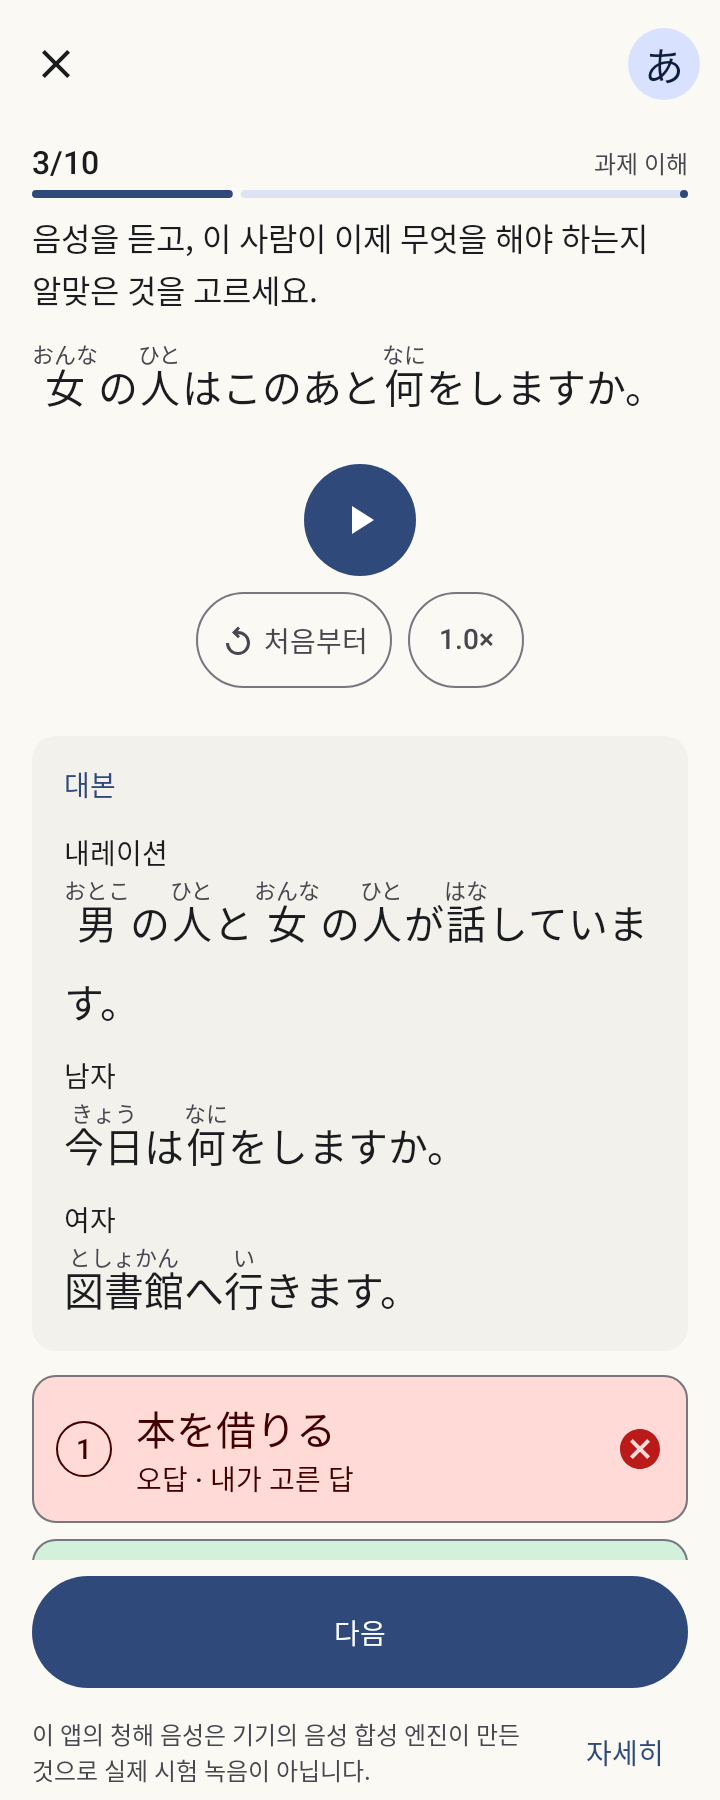 あ
3/10
과제 이해
음성을 듣고, 이 사람이 이제 무엇을 해야 하는지
알맞은 것을 고르세요.
おんな ひと なに
女の人はこのあと何をしますか。
처음부터
1.0×
대본
내레이션
おとこ ひと おんな ひと はな
男の人と女の人が話していま
す。
남자
きょう なに
今日は何をしますか。
여자
としょかん い
図書館へ行きます。
1
本を借りる
오답 · 내가 고른 답
다음
이 앱의 청해 음성은 기기의 음성 합성 엔진이 만든
것으로 실제 시험 녹음이 아닙니다.
자세히